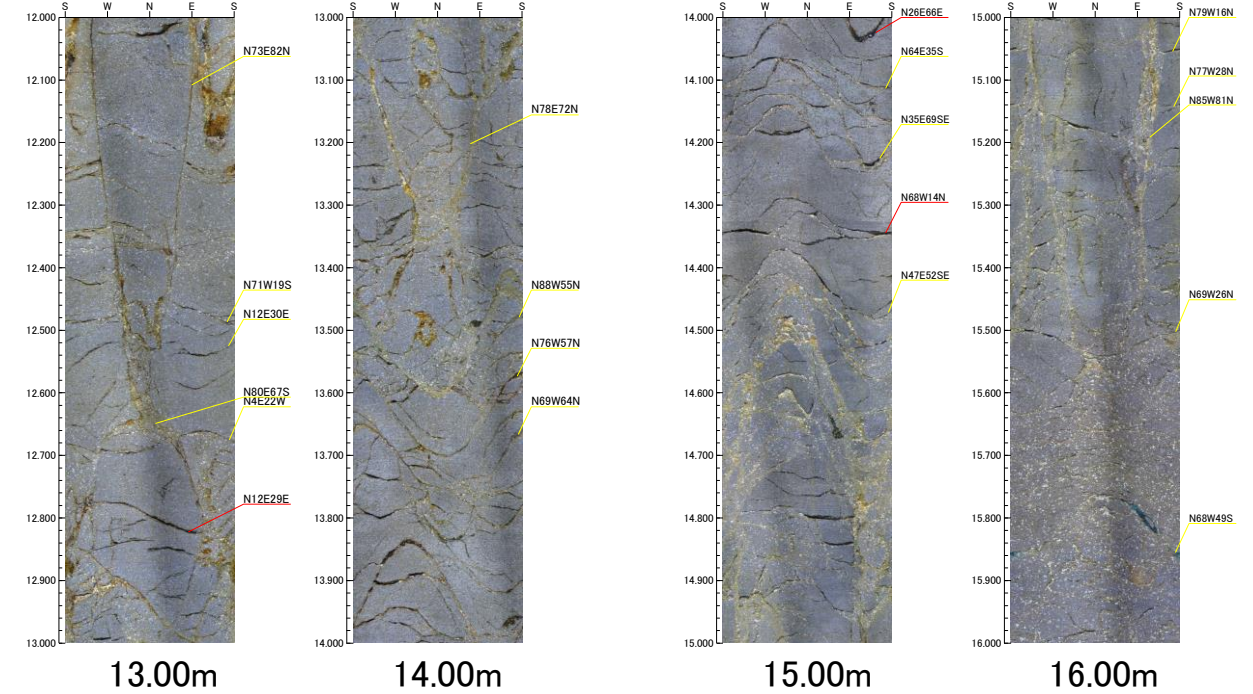 S W N E S
12.000
12.100
12.200
12.300
12.400
12.500
12.600
12.700
12.800
12.900
13.000
N73E82N
N71W19S
N12E30E
N80E67S
N4E22W
N12E29E
13.00m
S W N E S
13.000
13.100
13.200
13.300
13.400
13.500
13.600
13.700
13.800
13.900
14.000
N78E72N
N88W55N
N76W57N
N69W64N
14.00m
S W N E S
14.000
14.100
14.200
14.300
14.400
14.500
14.600
14.700
14.800
14.900
15.000
N26E66E
N64E35S
N35E69SE
N68W14N
N47E52SE
15.00m
S W N E S
15.000
15.100
15.200
15.300
15.400
15.500
15.600
15.700
15.800
15.900
16.000
N79W16N
N77W28N
N85W81N
N69W26N
N68W49S
16.00m